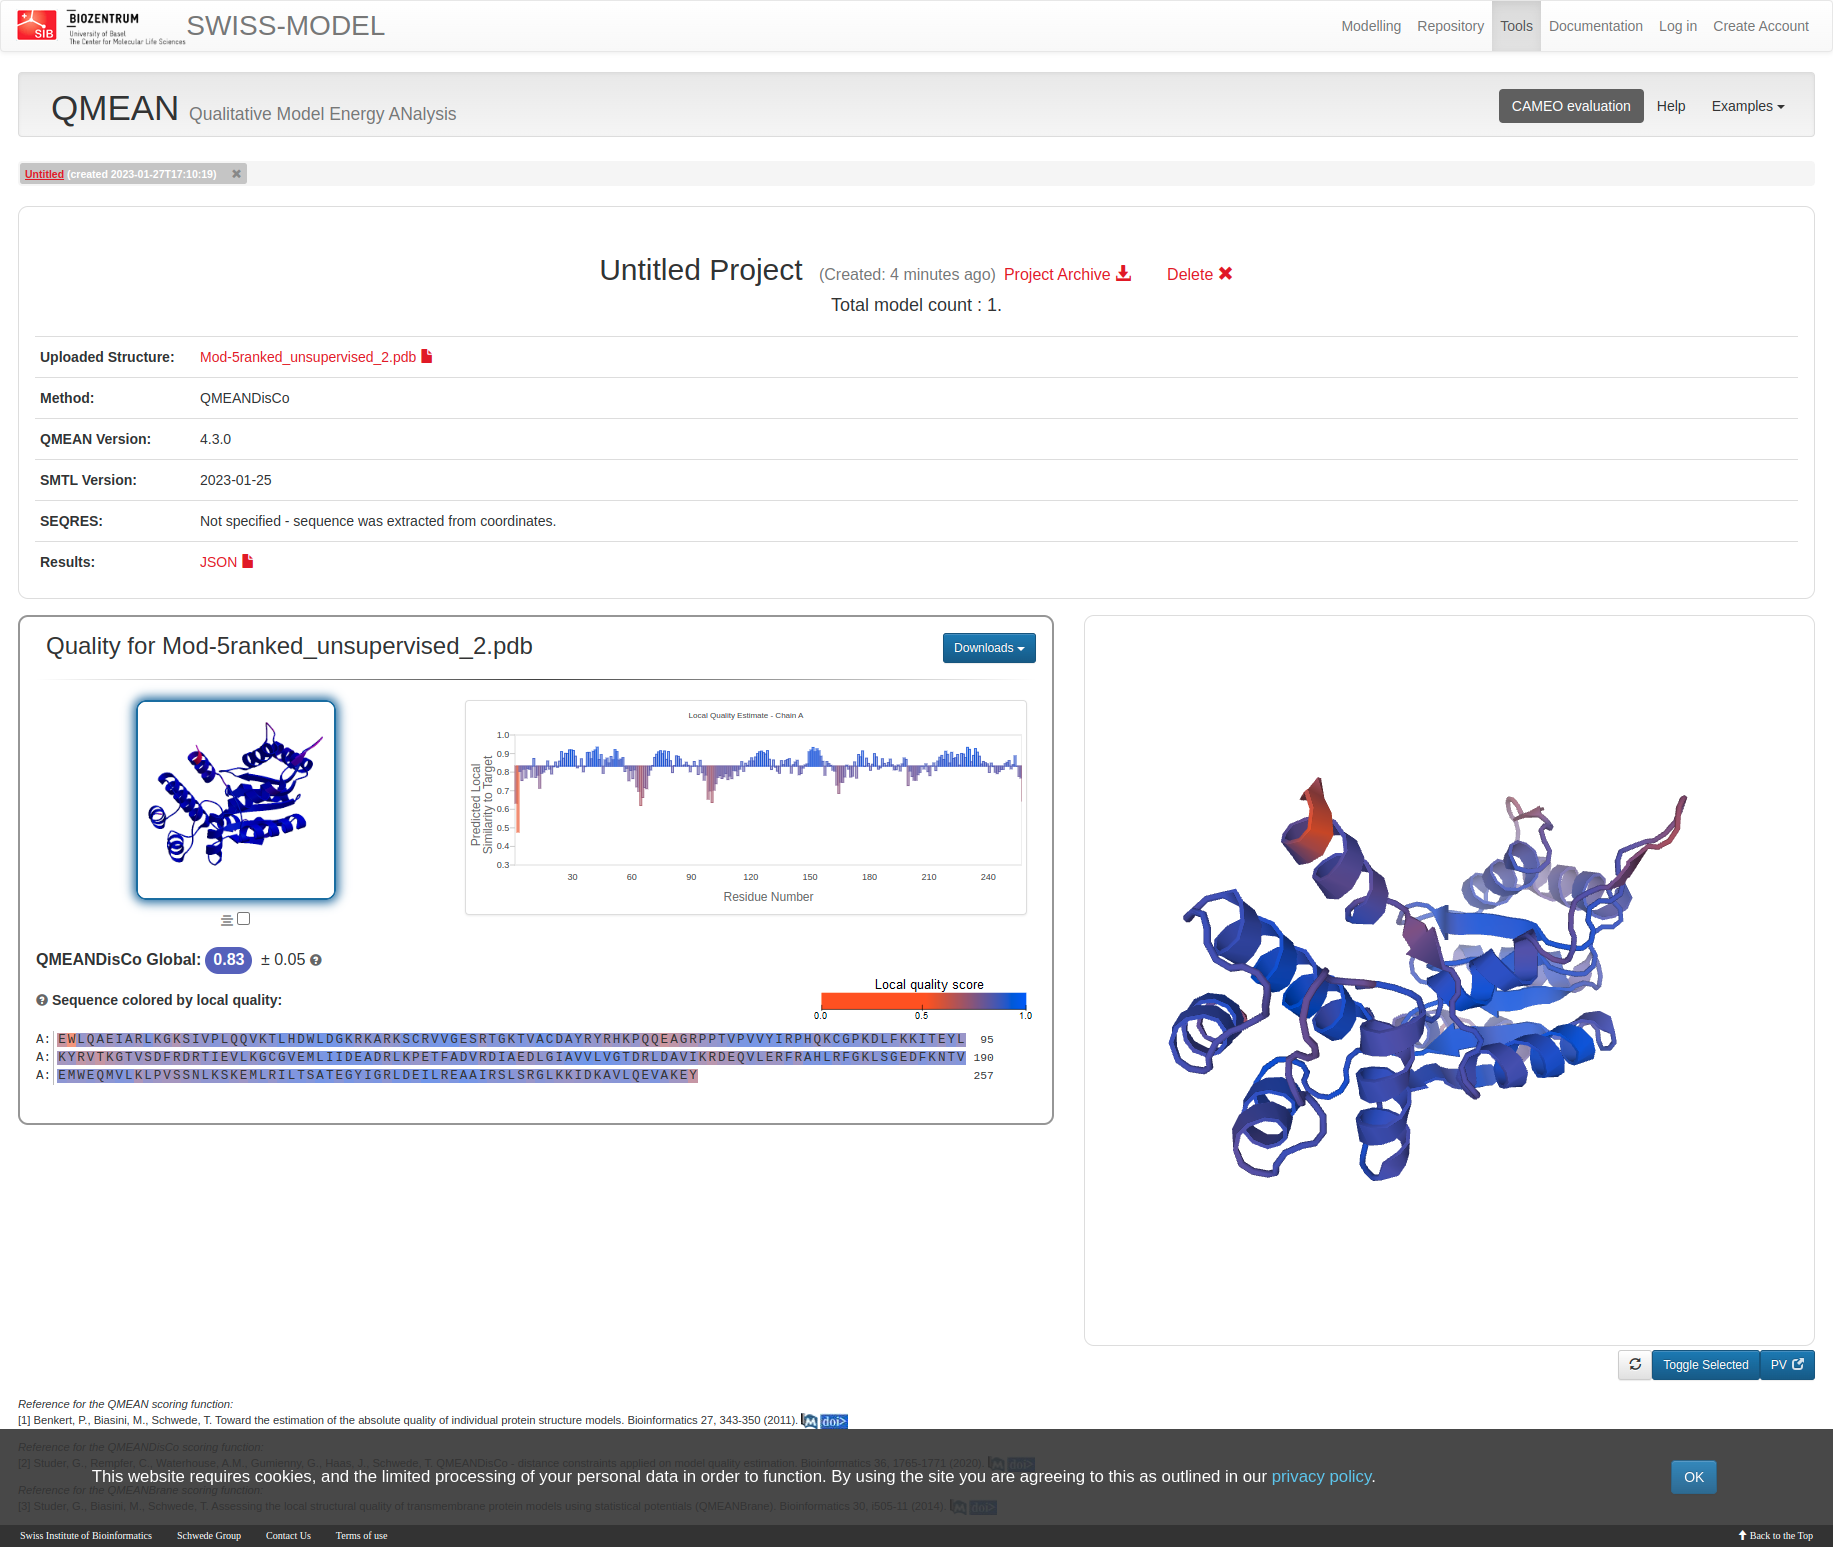 SIB
BIOZENTRUM
University of Basel
The Center for Molecular Life Sciences
SWISS-MODEL
Modelling Repository Tools Documentation Log in Create Account
QMEAN Qualitative Model Energy ANalysis
CAMEO evaluation Help Examples
Untitled (created 2023-01-27T17:10:19)
Untitled Project (Created: 4 minutes ago) Project Archive Delete
Total model count : 1.
Uploaded Structure: Mod-5ranked_unsupervised_2.pdb
Method: QMEANDisCo
QMEAN Version: 4.3.0
SMTL Version: 2023-01-25
SEQRES: Not specified - sequence was extracted from coordinates.
Results: JSON
Quality for Mod-5ranked_unsupervised_2.pdb
Downloads
Local Quality Estimate - Chain A
Predicted Local
Similarity to Target
1.0
0.9
0.8
0.7
0.6
0.5
0.4
0.3
30 60 90 120 150 180 210 240
Residue Number
QMEANDisCo Global: 0.83 ± 0.05
Sequence colored by local quality:
Local quality score
0.0 0.5 1.0
A: EWLQAEIARLKGKSIVPLQQVKTLHDWLDGKRKARKSCRVVGESRTGKTVACDAYRYRHKPQQEAGRPPTVPVVYIRPHQKCGPKDLFKKITEYL 95
A: KYRVTKGTVSDFRDRTIEVLKGCGVEMLIIDEADRLKPETFADVRDIAEDLGIAVVLVGTDRLDAVIKRDEQVLERFRAHLRFGKLSGEDFKNTV 190
A: EMWEQMVLKLPVSSNLKSKEMLRILTSATEGYIGRLDEILREAAIRSLSRGLKKIDKAVLQEVAKEY 257
Toggle Selected PV
Reference for the QMEAN scoring function:
[1] Benkert, P., Biasini, M., Schwede, T. Toward the estimation of the absolute quality of individual protein structure models. Bioinformatics 27, 343-350 (2011). M doi>
Reference for the QMEANDisCo scoring function:
[2] Studer, G., Rempfer, C., Waterhouse, A.M., Gumienny, G., Haas, J., Schwede, T. QMEANDisCo - distance constraints applied on model quality estimation. Bioinformatics 36, 1765-1771 (2020). M doi>
This website requires cookies, and the limited processing of your personal data in order to function. By using the site you are agreeing to this as outlined in our privacy policy.
OK
Reference for the QMEANBrane scoring function:
[3] Studer, G., Biasini, M., Schwede, T. Assessing the local structural quality of transmembrane protein models using statistical potentials (QMEANBrane). Bioinformatics 30, i505-11 (2014). M doi>
Swiss Institute of Bioinformatics Schwede Group Contact Us Terms of use
Back to the Top